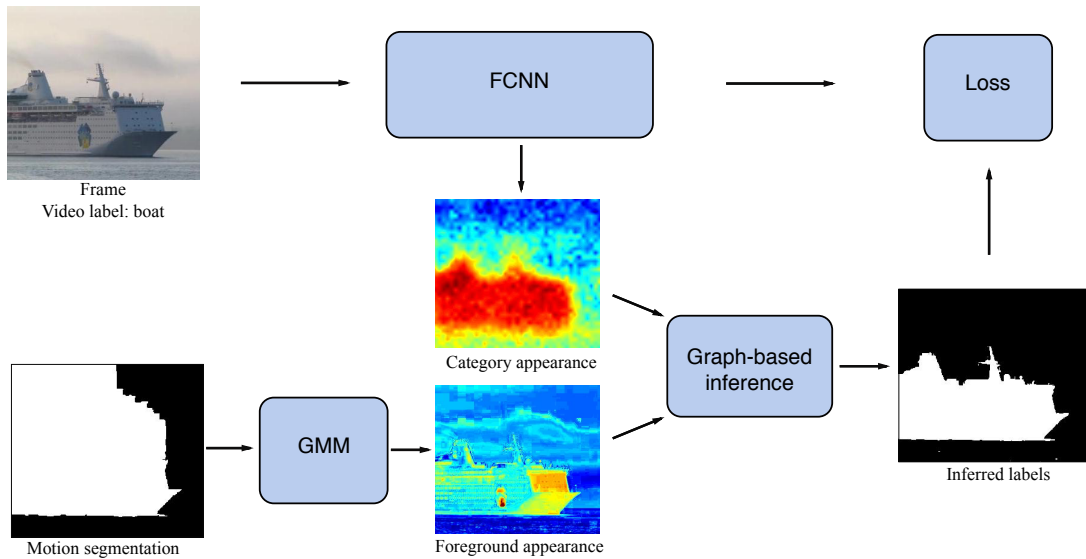 FCNN
Loss
Frame
Video label: boat
Category appearance
Graph-based
inference
GMM
Inferred labels
Motion segmentation
Foreground appearance